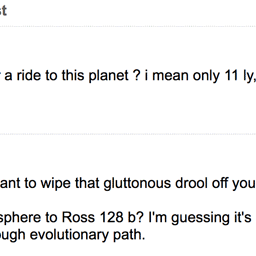 st
a ride to this planet ? i mean only 11 ly,
ant to wipe that gluttonous drool off you
sphere to Ross 128 b? I'm guessing it's
ugh evolutionary path.